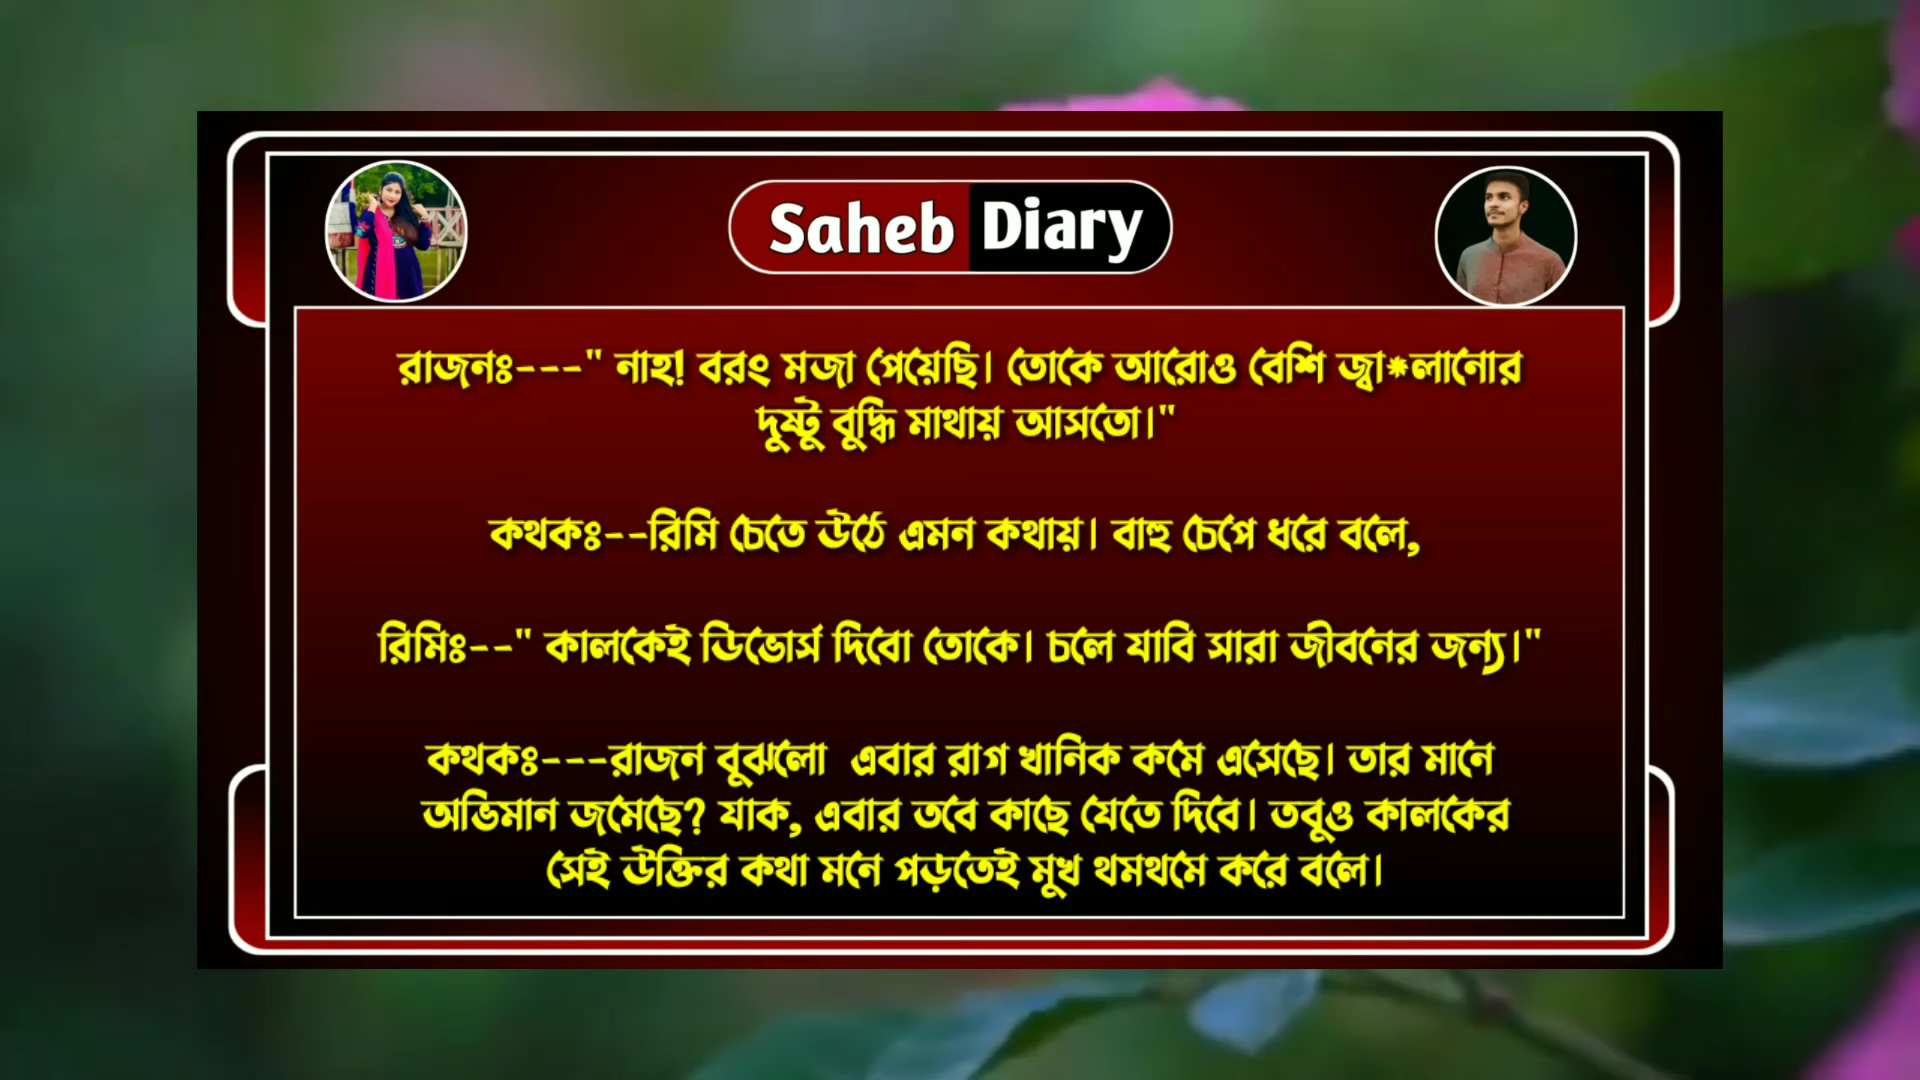 Saheb Diary
রাজনঃ---" নাহ! বরং মজা পেয়েছি। তোকে আরোও বেশি জ্বা*লানোর
দুষ্টু বুদ্ধি মাথায় আসতো।"
কথকঃ--রিমি চেতে উঠে এমন কথায়। বাহু চেপে ধরে বলে,
রিমিঃ--" কালকেই ডিভোর্স দিবো তোকে। চলে যাবি সারা জীবনের জন্য।"
কথকঃ---রাজন বুঝলো এবার রাগ খানিক কমে এসেছে। তার মানে
অভিমান জমেছে? যাক, এবার তবে কাছে যেতে দিবে। তবুও কালকের
সেই উক্তির কথা মনে পড়তেই মুখ থমথমে করে বলে।